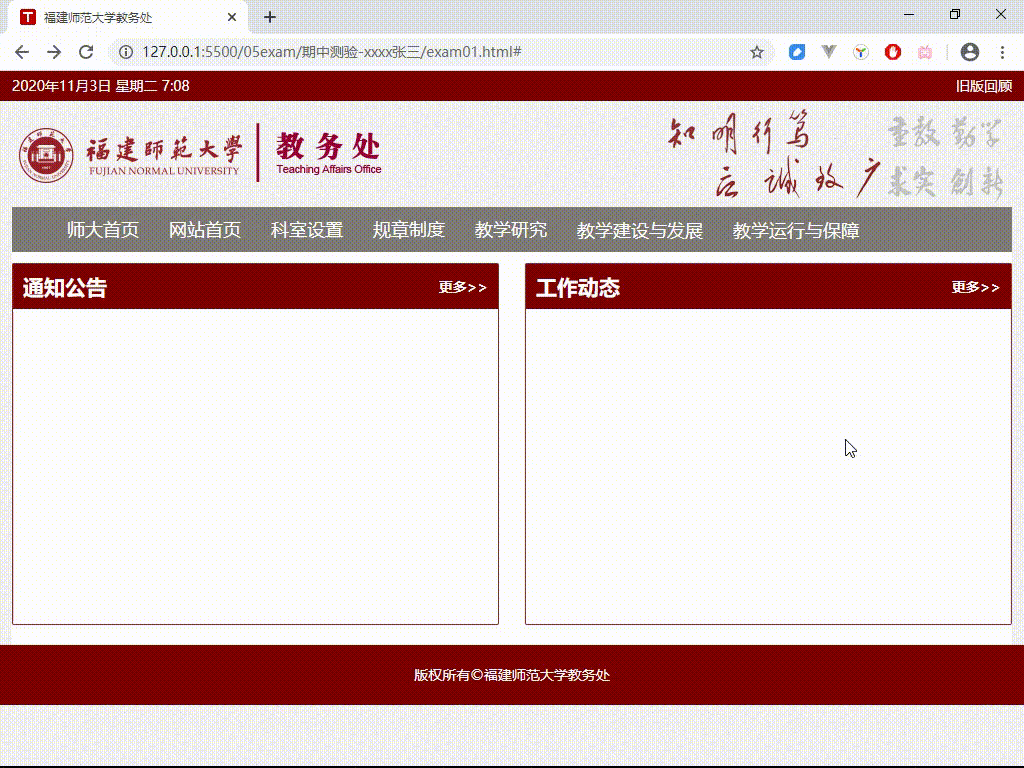 福建师范大学教务处
127.0.0.1:5500/05exam/期中测验-xxxx张三/exam01.html#
2020年11月3日 星期二 7:08 旧版回顾
福建師範大學 教务处
FUJIAN NORMAL UNIVERSITY Teaching Affairs Office
知明行笃 重教勤学
立诚致广 求实创新
师大首页 网站首页 科室设置 规章制度 教学研究 教学建设与发展 教学运行与保障
通知公告 更多>> 工作动态 更多>>
版权所有©福建师范大学教务处